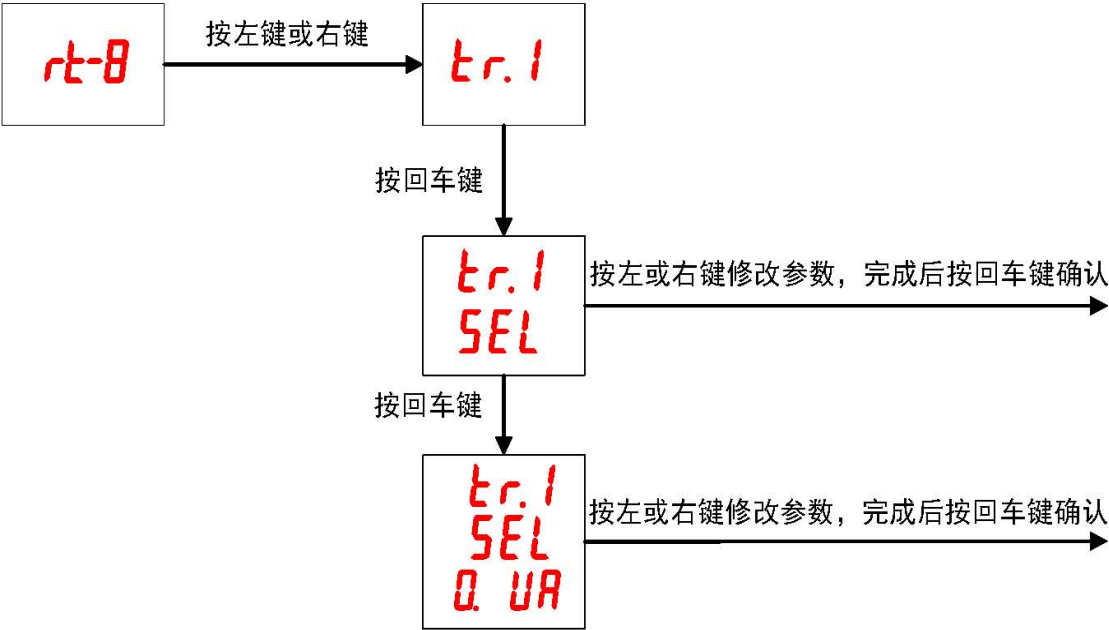 rt-8
按左键或右键
tr.1
按回车键
tr.1
SEL
按左或右键修改参数，完成后按回车键确认
按回车键
tr.1
SEL
0. UA
按左或右键修改参数，完成后按回车键确认